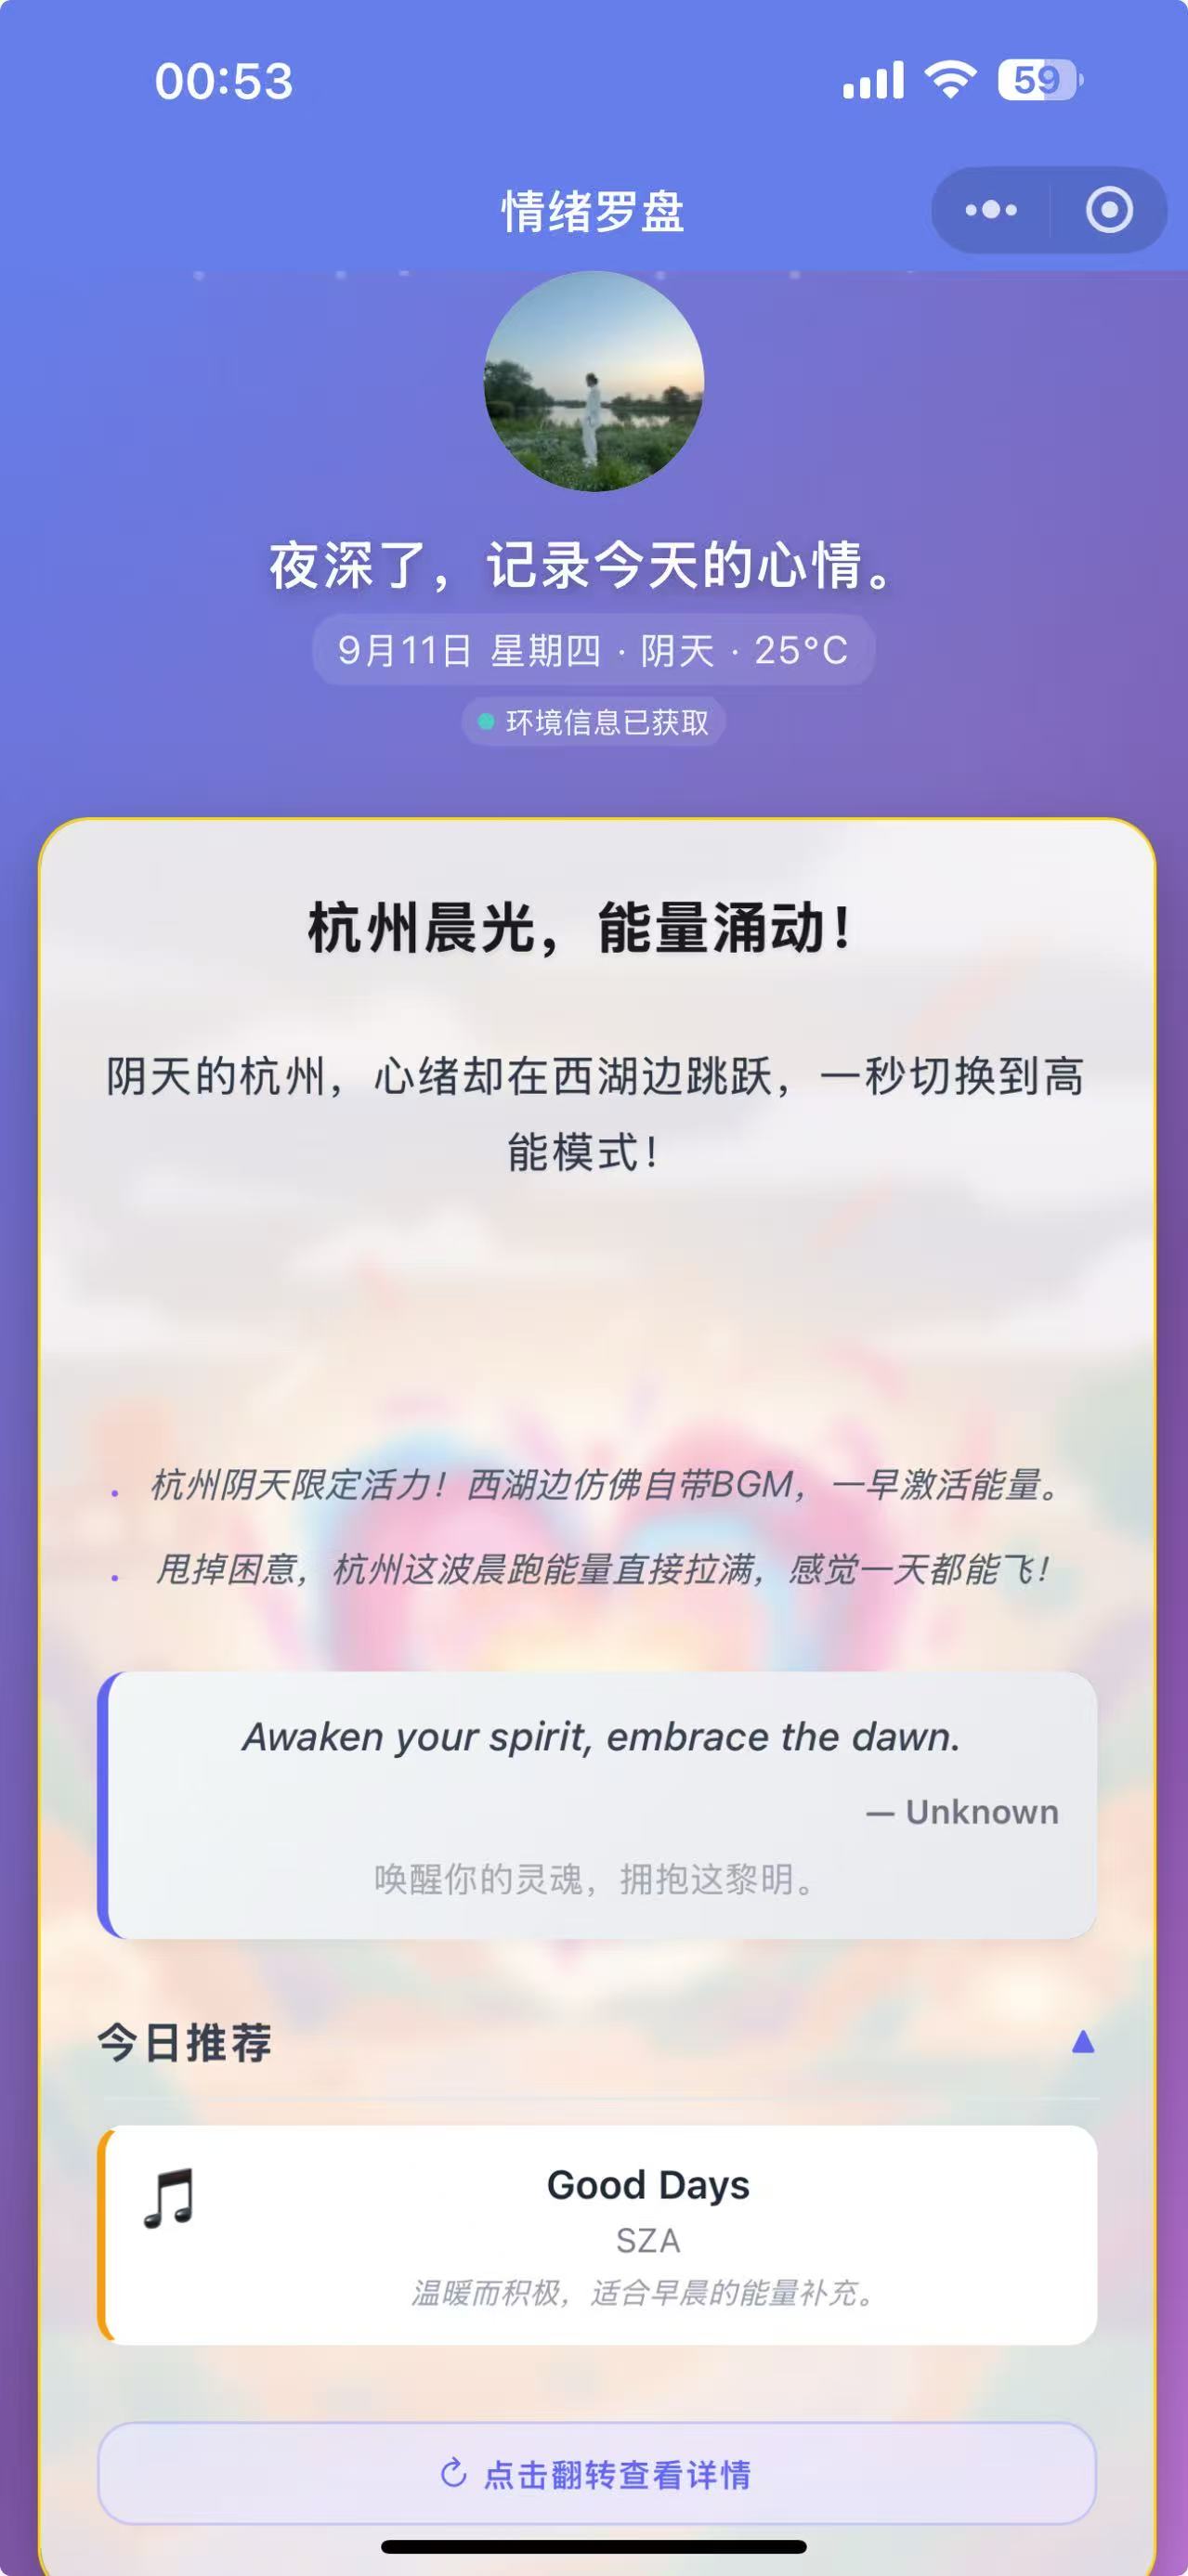 00:53
59
情绪罗盘
夜深了，记录今天的心情。
9月11日 星期四 · 阴天 · 25°C
环境信息已获取
杭州晨光，能量涌动！
阴天的杭州，心绪却在西湖边跳跃，一秒切换到高
能模式！
· 杭州阴天限定活力！西湖边仿佛自带BGM，一早激活能量。
· 甩掉困意，杭州这波晨跑能量直接拉满，感觉一天都能飞！
Awaken your spirit, embrace the dawn.
— Unknown
唤醒你的灵魂，拥抱这黎明。
今日推荐
Good Days
SZA
温暖而积极，适合早晨的能量补充。
点击翻转查看详情